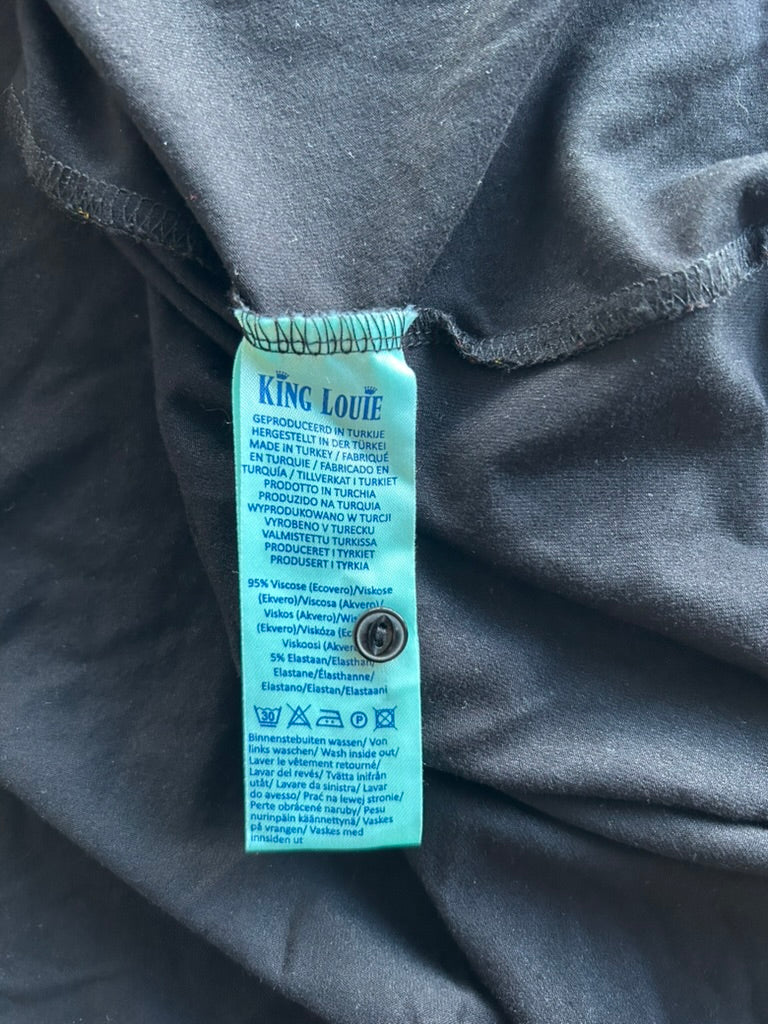 KING LOUIE
GEPRODUCEERD IN TURKIJE
HERGESTELLT IN DER TÜRKEI
MADE IN TURKEY / FABRIQUÉ
EN TURQUIE / FABRICADO EN
TURQUÍA / TILLVERKAT I TURKIET
PRODOTTO IN TURCHIA
PRODUZIDO NA TURQUIA
WYPRODUKOWANO W TURCJI
VYROBENO V TURECKU
VALMISTETTU TURKISSA
PRODUCERET I TYRKIET
PRODUSERT I TYRKIA
95% Viscose (Ecovero)/Viskose
(Ekvero)/Viscosa (Akvero)/
Viskos (Akvero)/
(Ekvero)/Viskóza
Viskoosi
5% Elastaan/Elasthan/
Elastane/Élasthanne/
Elastano/Elastan/Elastaani
30 P
Binnenstebuiten wassen/ Von
links waschen/ Wash inside out/
Laver le vêtement retourné/
Lavar del revés/ Tvätta inifrån
utåt/ Lavare da sinistra/ Lavar
do avesso/ Prać na lewej stronie/
Perte obrácené naruby/ Pesu
nurinpäin käännettynä/ Vaskes
på vrangen/ Vaskes med
innsiden ut